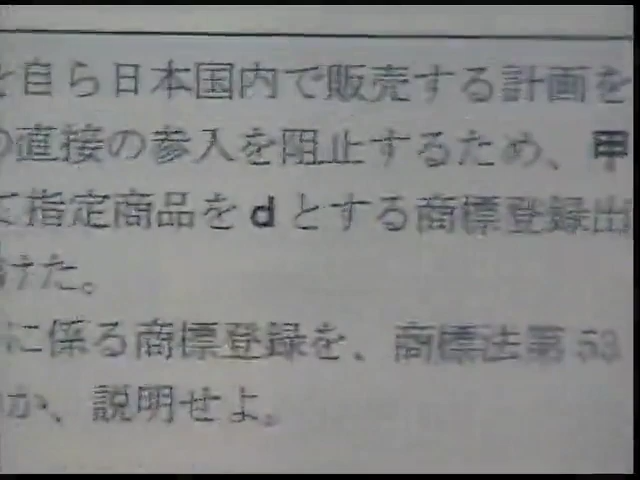 を自ら日本国内で販売する計画を
の直接の参入を阻止するため、甲
て指定商品をdとする商標登録出
けた。
に係る商標登録を、商標法第53
か、説明せよ。